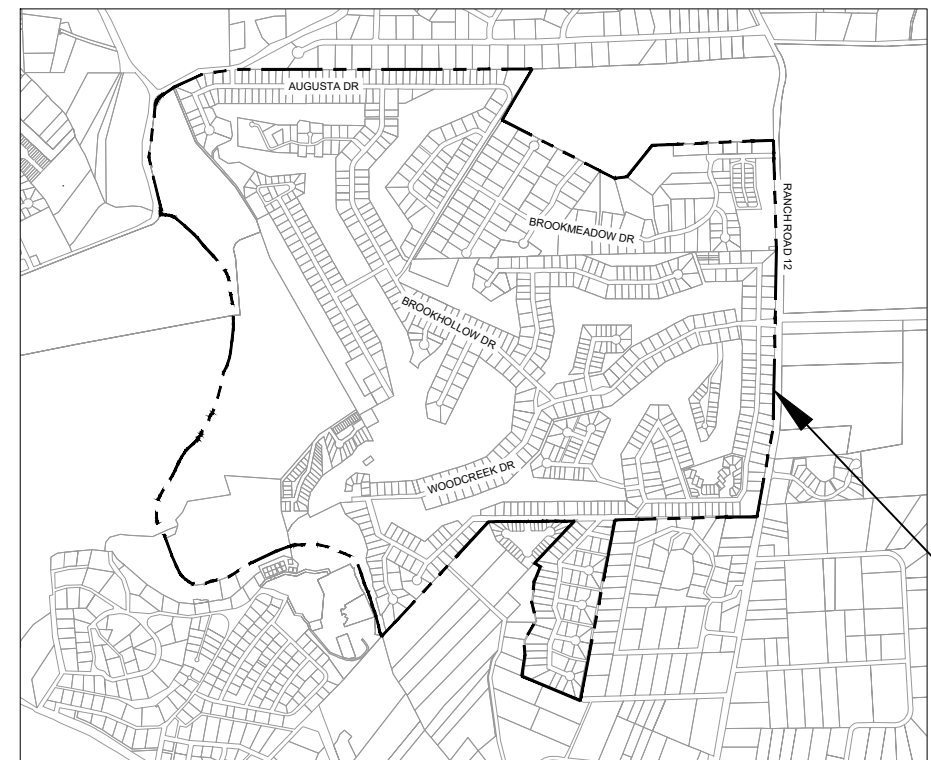 AUGUSTA DR
RANCH ROAD 12
BROOKMEADOW DR
BROOKHOLLOW DR
WOODCREEK DR